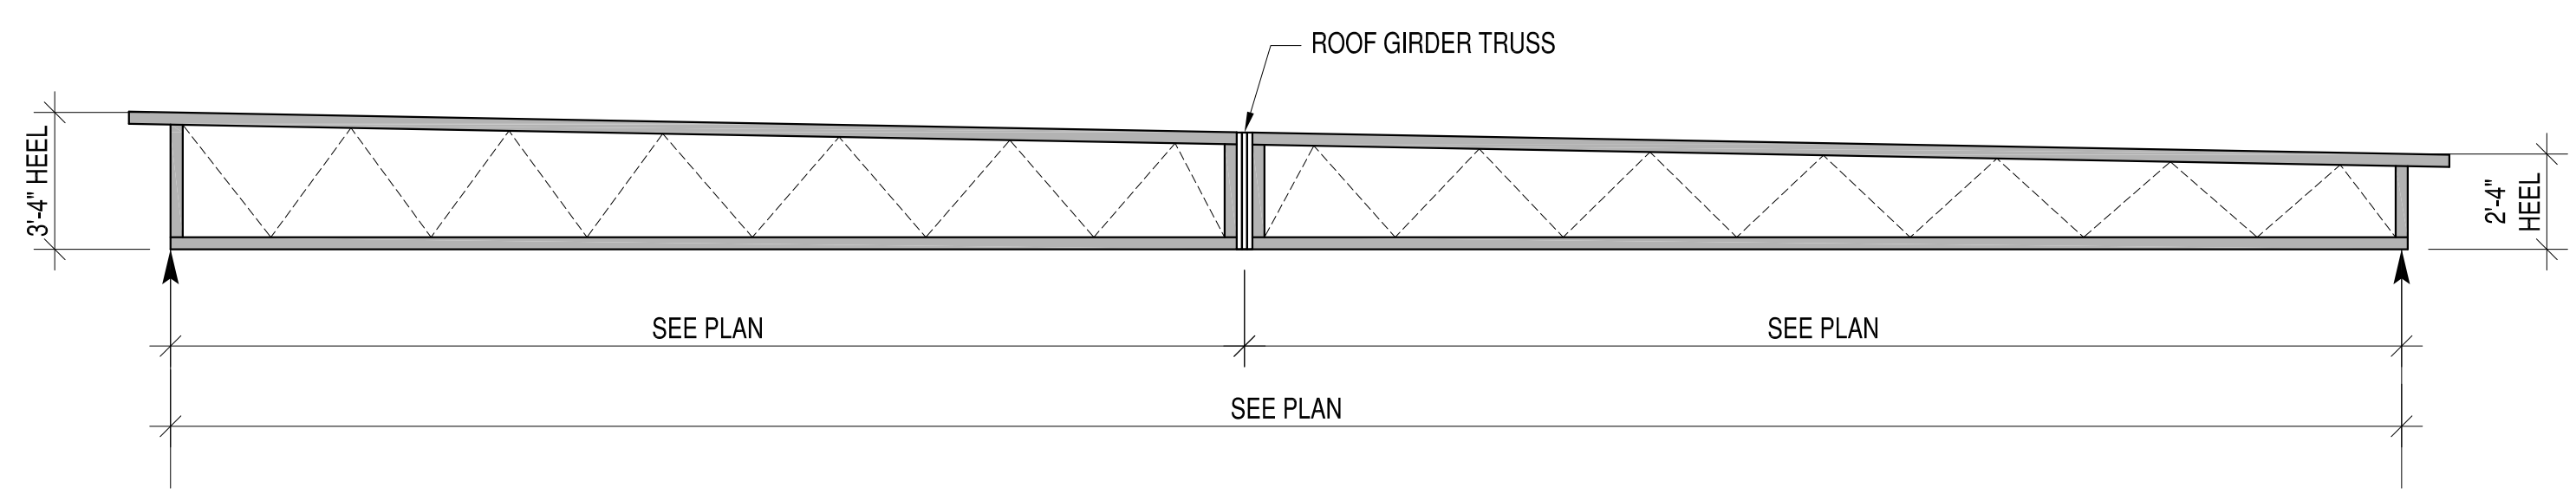 ROOF GIRDER TRUSS
3'-4" HEEL
2'-4"
HEEL
SEE PLAN
SEE PLAN
SEE PLAN